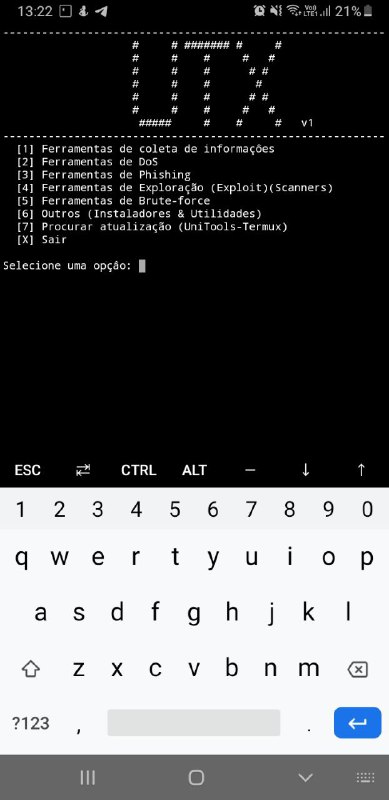 13:22 Vo)) LTE1 21%
v1
[1] Ferramentas de coleta de informações
[2] Ferramentas de DoS
[3] Ferramentas de Phishing
[4] Ferramentas de Exploração (Exploit)(Scanners)
[5] Ferramentas de Brute-force
[6] Outros (Instaladores & Utilidades)
[7] Procurar atualização (UniTools-Termux)
[X] Sair
Selecione uma opção:
ESC ⇄ CTRL ALT — ↓ ↑
1 2 3 4 5 6 7 8 9 0
q w e r t y u i o p
a s d f g h j k l
z x c v b n m
?123 , .